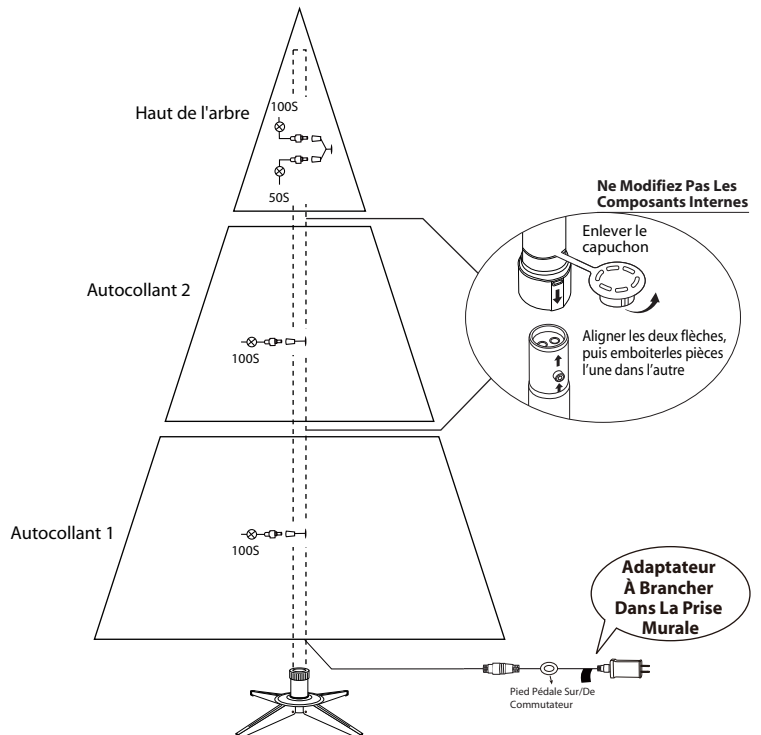 Haut de l'arbre
100S
50S
Ne Modifiez Pas Les
Composants Internes
Enlever le
capuchon
Aligner les deux flèches,
puis emboiterles pièces
l'une dans l'autre
Autocollant 2
100S
Autocollant 1
100S
Adaptateur
À Brancher
Dans La Prise
Murale
Pied Pédale Sur/De
Commutateur